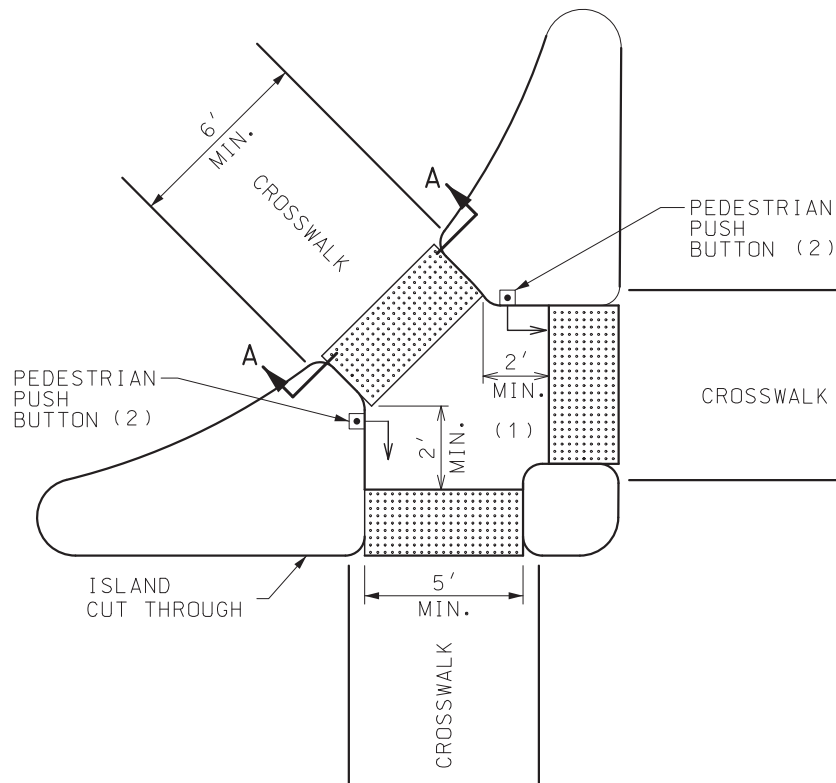 6'
MIN.
CROSSWALK
A
PEDESTRIAN
PUSH
BUTTON (2)
A
PEDESTRIAN
PUSH
BUTTON (2)
2'
MIN.
(1)
2'
MIN.
CROSSWALK
ISLAND
CUT THROUGH
5'
MIN.
CROSSWALK